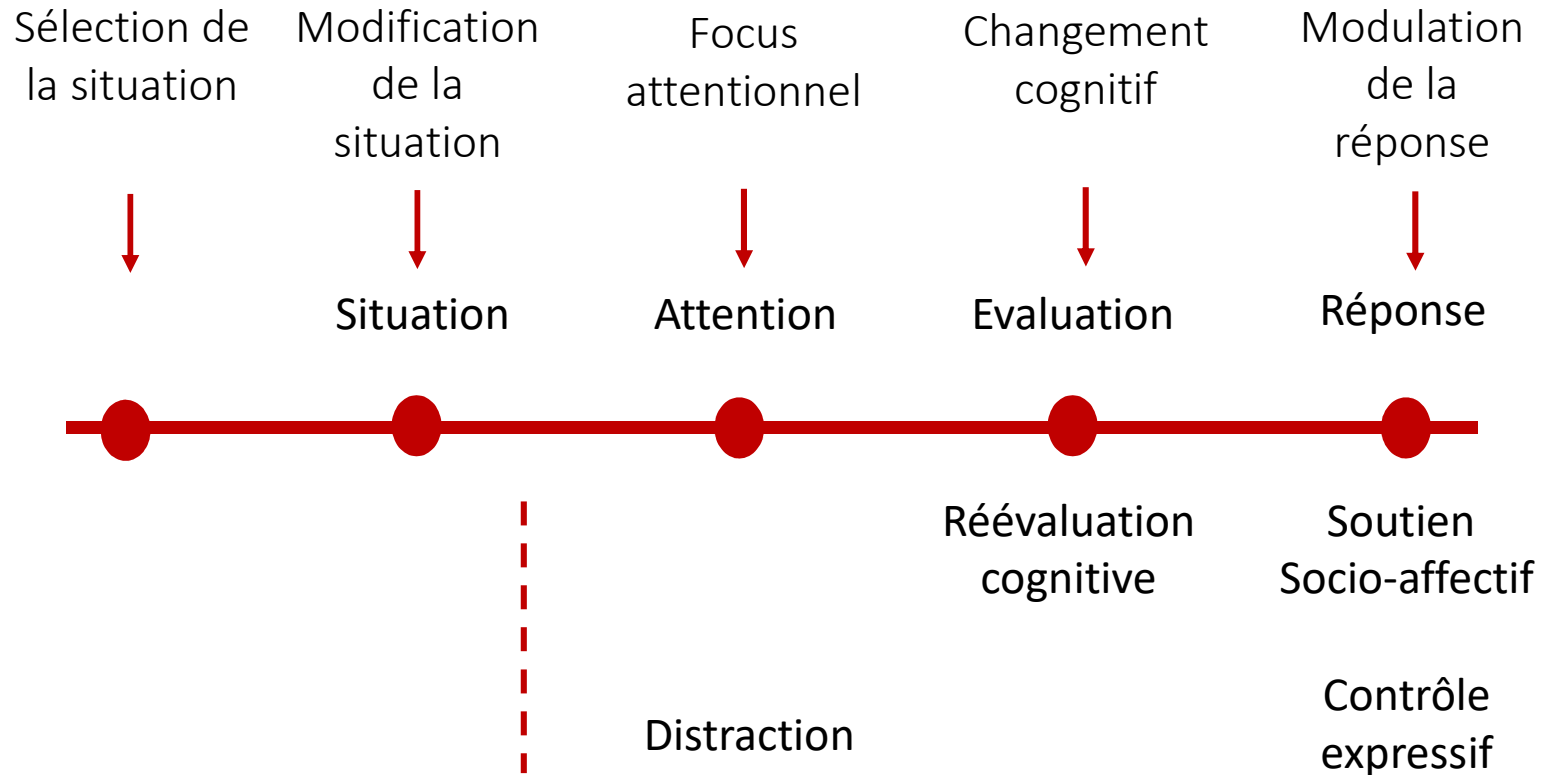 Sélection de
la situation
Modification
de la
situation
Focus
attentionnel
Changement
cognitif
Modulation
de la
réponse
Situation
Attention
Evaluation
Réponse
Réévaluation
cognitive
Soutien
Socio-affectif
Distraction
Contrôle
expressif